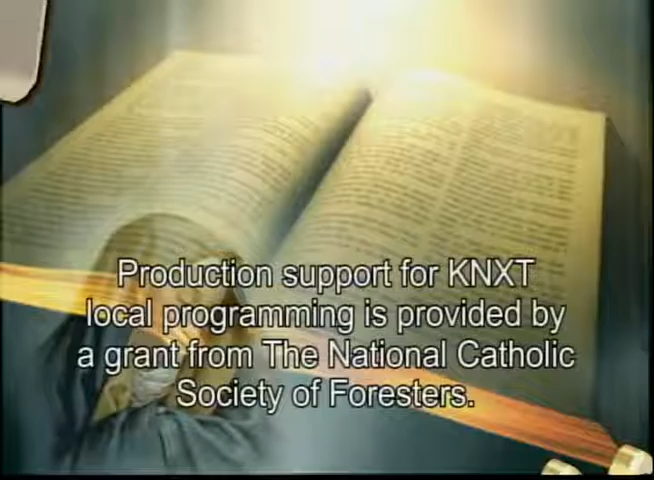 Production support for KNXT
local programming is provided by
a grant from The National Catholic
Society of Foresters.